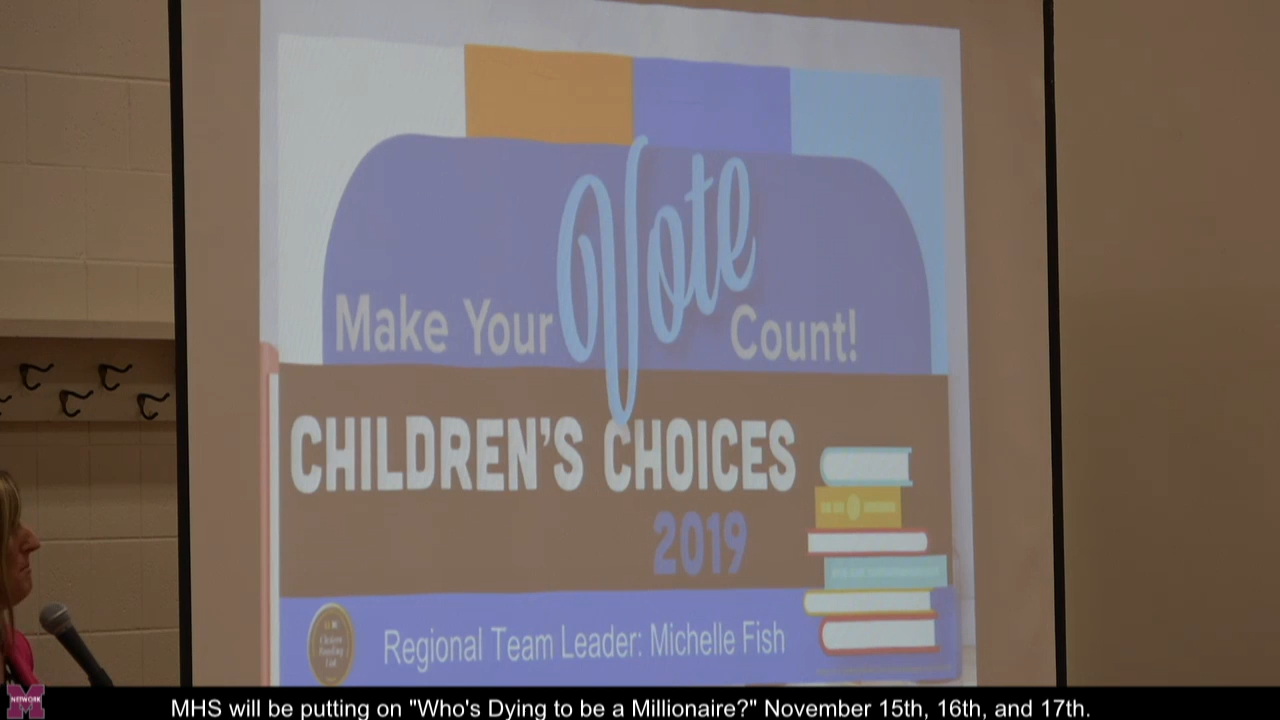 Make Your Vote Count!
CHILDREN'S CHOICES
2019
Regional Team Leader: Michelle Fish
NETWORK
MHS will be putting on "Who's Dying to be a Millionaire?" November 15th, 16th, and 17th.